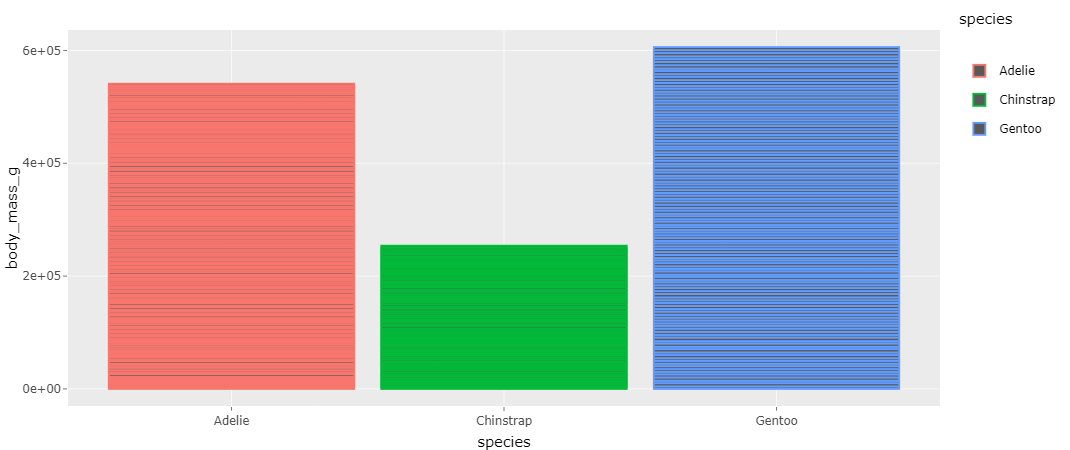 species
Adelie
Chinstrap
Gentoo
6e+05
4e+05
2e+05
0e+00
body_mass_g
Adelie
Chinstrap
Gentoo
species